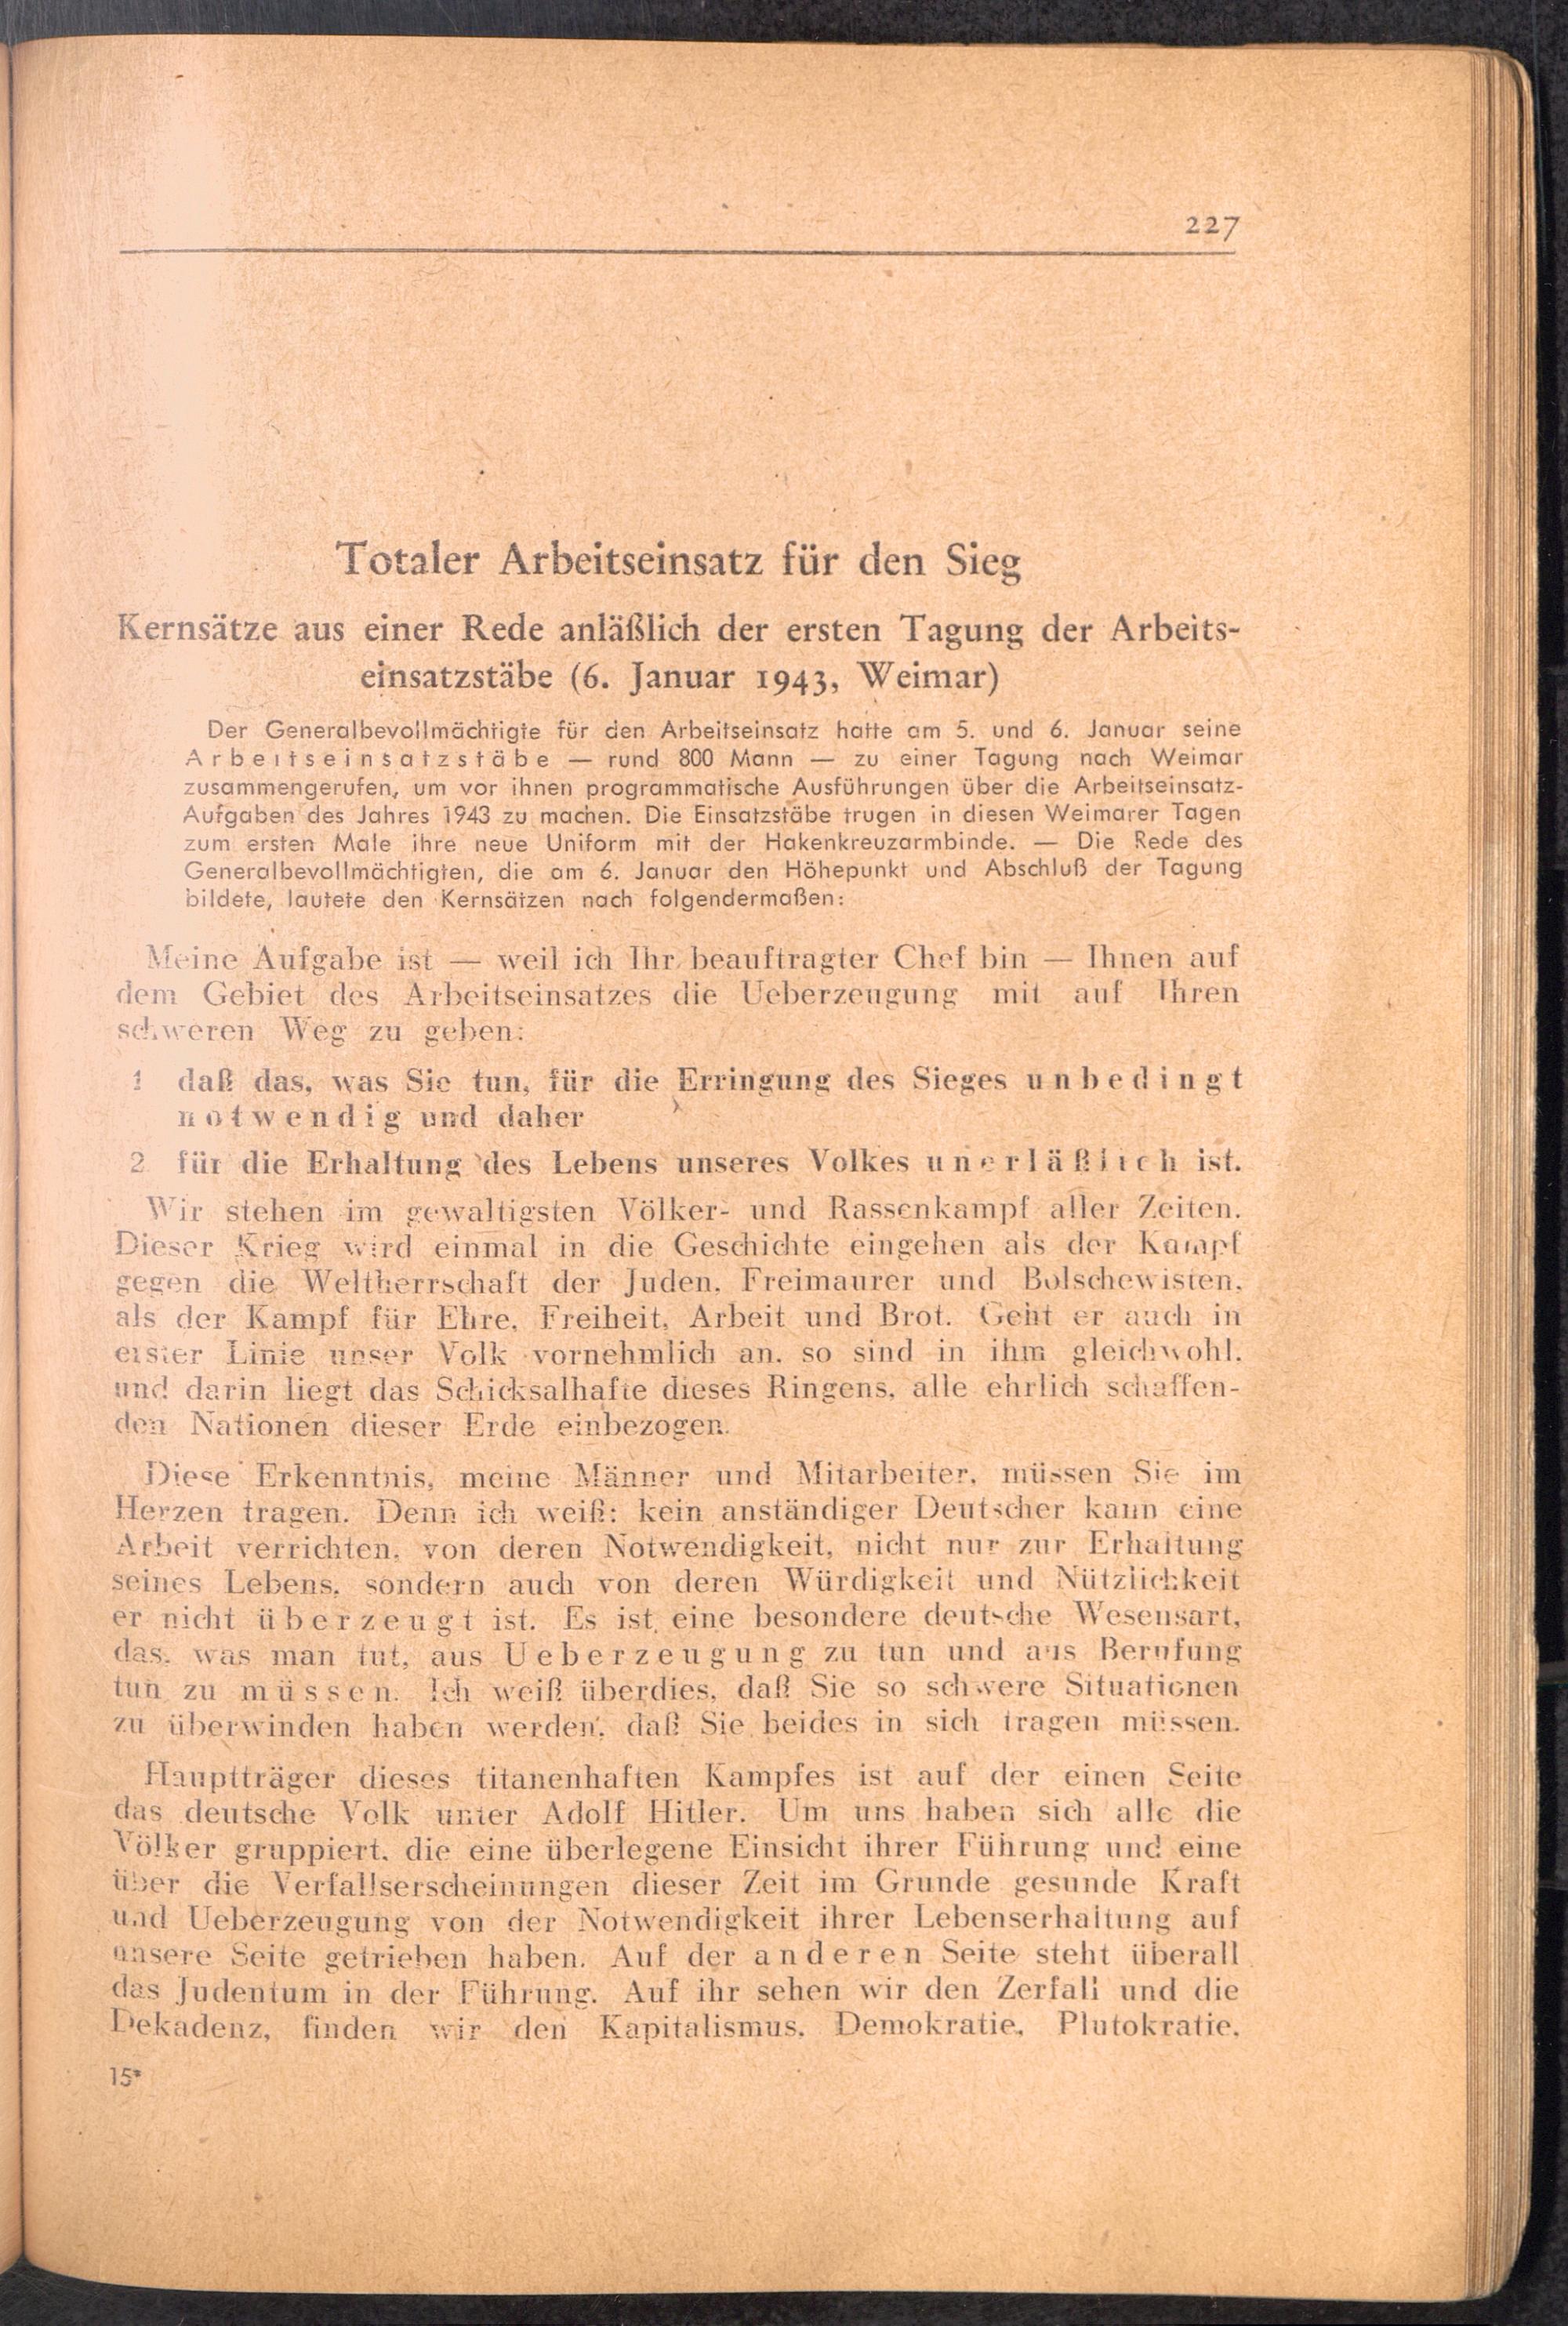 227
Totaler Arbeitseinsatz für den Sieg
Kernsätze aus einer Rede anläßlich der ersten Tagung der Arbeits-
einsatzstäbe (6. Januar 1943, Weimar)
Der Generalbevollmächtigte für den Arbeitseinsatz hatte am 5. und 6. Januar seine
Arbeitseinsatzstäbe — rund 800 Mann — zu einer Tagung nach Weimar
zusammengerufen, um vor ihnen programmatische Ausführungen über die Arbeitseinsatz-
Aufgaben des Jahres 1943 zu machen. Die Einsatzstäbe trugen in diesen Weimarer Tagen
zum ersten Male ihre neue Uniform mit der Hakenkreuzarmbinde. — Die Rede des
Generalbevollmächtigten, die am 6. Januar den Höhepunkt und Abschluß der Tagung
bildete, lautete den Kernsätzen nach folgendermaßen:
Meine Aufgabe ist — weil ich Ihr beauftragter Chef bin — Ihnen auf
dem Gebiet des Arbeitseinsatzes die Ueberzeugung mit auf Ihren
schweren Weg zu geben:
1 daß das, was Sie tun, für die Erringung des Sieges unbedingt
notwendig und daher
2. für die Erhaltung des Lebens unseres Volkes unerläßlich ist.
Wir stehen im gewaltigsten Völker- und Rassenkampf aller Zeiten.
Dieser Krieg wird einmal in die Geschichte eingehen als der Kampf
gegen die Weltherrschaft der Juden, Freimaurer und Bolschewisten,
als der Kampf für Ehre, Freiheit, Arbeit und Brot. Geht er auch in
erster Linie unser Volk vornehmlich an, so sind in ihm gleichwohl,
und darin liegt das Schicksalhafte dieses Ringens, alle ehrlich schaffen-
den Nationen dieser Erde einbezogen.
Diese Erkenntnis, meine Männer und Mitarbeiter, müssen Sie im
Herzen tragen. Denn ich weiß: kein anständiger Deutscher kann eine
Arbeit verrichten, von deren Notwendigkeit, nicht nur zur Erhaltung
seines Lebens, sondern auch von deren Würdigkeit und Nützlichkeit
er nicht überzeugt ist. Es ist eine besondere deutsche Wesensart,
das, was man tut, aus Ueberzeugung zu tun und aus Berufung
tun zu müssen. Ich weiß überdies, daß Sie so schwere Situationen
zu überwinden haben werden, daß Sie beides in sich tragen müssen.
Hauptträger dieses titanenhaften Kampfes ist auf der einen Seite
das deutsche Volk unter Adolf Hitler. Um uns haben sich alle die
Völker gruppiert, die eine überlegene Einsicht ihrer Führung und eine
über die Verfallserscheinungen dieser Zeit im Grunde gesunde Kraft
und Ueberzeugung von der Notwendigkeit ihrer Lebenserhaltung auf
unsere Seite getrieben haben. Auf der anderen Seite steht überall
das Judentum in der Führung. Auf ihr sehen wir den Zerfall und die
Dekadenz, finden wir den Kapitalismus, Demokratie, Plutokratie,
15*